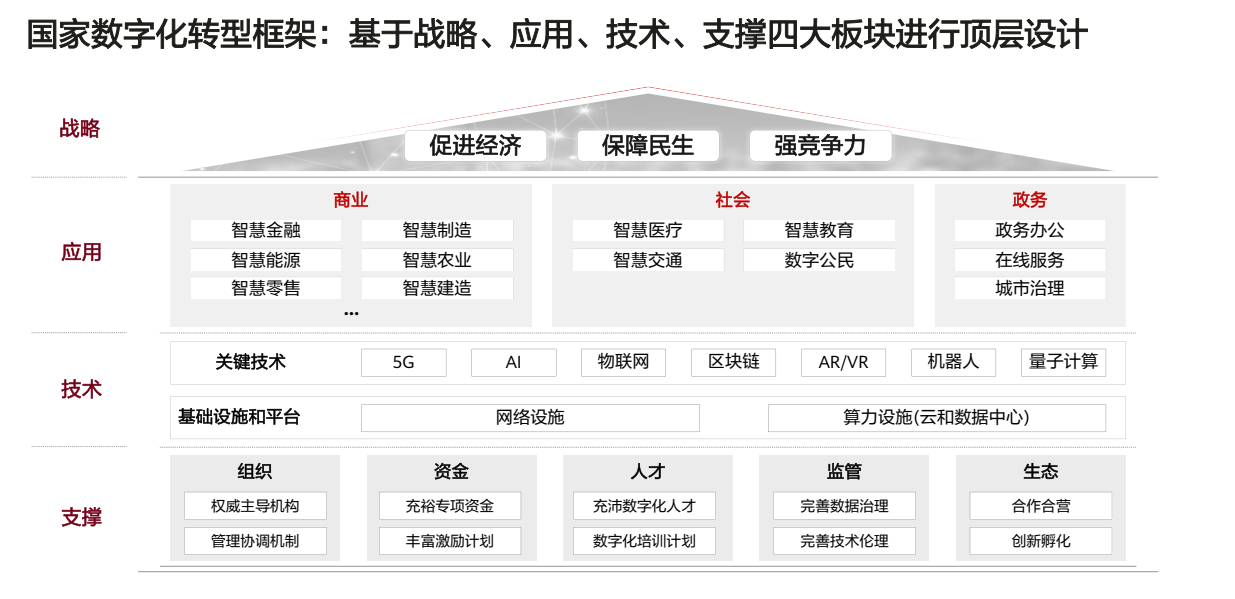 国家数字化转型框架：基于战略、应用、技术、支撑四大板块进行顶层设计
战略
促进经济 保障民生 强竞争力
应用
商业
智慧金融 智慧制造
智慧能源 智慧农业
智慧零售 智慧建造
...
社会
智慧医疗 智慧教育
智慧交通 数字公民
政务
政务办公
在线服务
城市治理
技术
关键技术 5G AI 物联网 区块链 AR/VR 机器人 量子计算
基础设施和平台 网络设施 算力设施(云和数据中心)
支撑
组织
权威主导机构
管理协调机制
资金
充裕专项资金
丰富激励计划
人才
充沛数字化人才
数字化培训计划
监管
完善数据治理
完善技术伦理
生态
合作合营
创新孵化